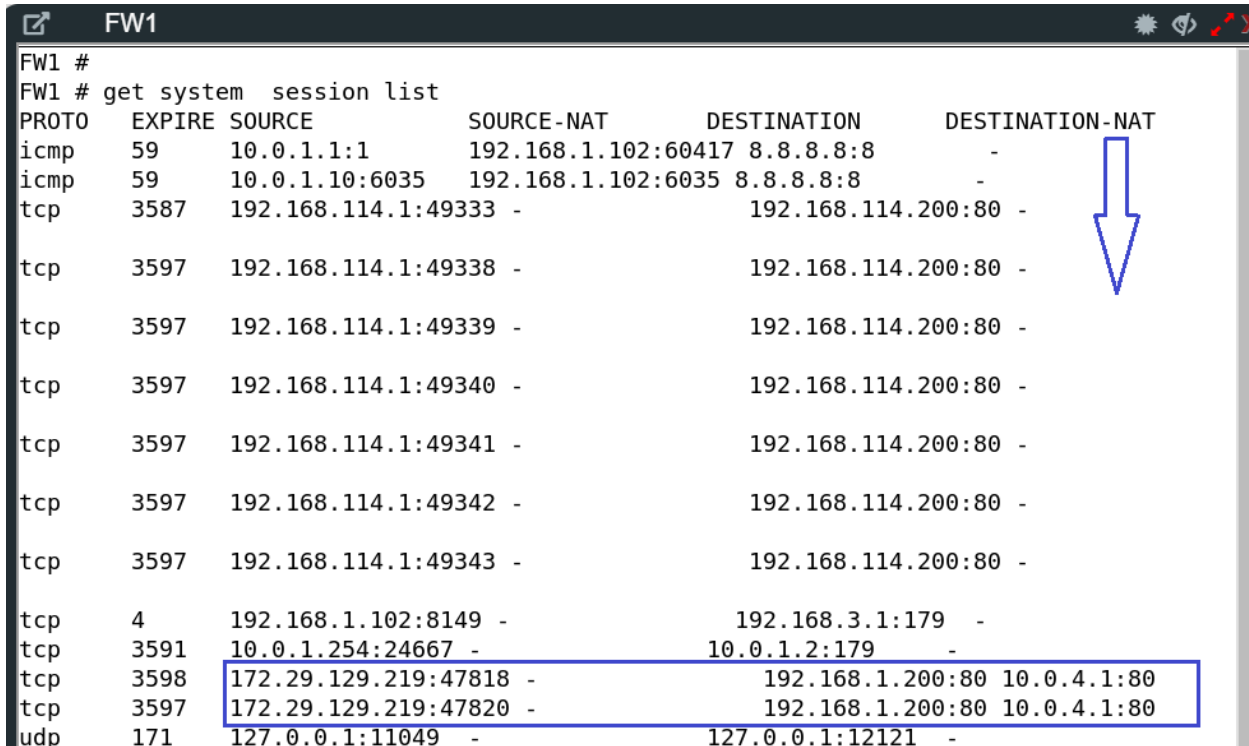 FW1
FW1 #
FW1 # get system  session list
PROTO   EXPIRE SOURCE           SOURCE-NAT       DESTINATION      DESTINATION-NAT
icmp    59     10.0.1.1:1       192.168.1.102:60417 8.8.8.8:8        -
icmp    59     10.0.1.10:6035   192.168.1.102:6035 8.8.8.8:8        -
tcp     3587   192.168.114.1:49333 -                192.168.114.200:80 -
tcp     3597   192.168.114.1:49338 -                192.168.114.200:80 -
tcp     3597   192.168.114.1:49339 -                192.168.114.200:80 -
tcp     3597   192.168.114.1:49340 -                192.168.114.200:80 -
tcp     3597   192.168.114.1:49341 -                192.168.114.200:80 -
tcp     3597   192.168.114.1:49342 -                192.168.114.200:80 -
tcp     3597   192.168.114.1:49343 -                192.168.114.200:80 -
tcp     4      192.168.1.102:8149 -                192.168.3.1:179  -
tcp     3591   10.0.1.254:24667 -                10.0.1.2:179     -
tcp     3598   172.29.129.219:47818 -                192.168.1.200:80 10.0.4.1:80
tcp     3597   172.29.129.219:47820 -                192.168.1.200:80 10.0.4.1:80
udp     171    127.0.0.1:11049  -                127.0.0.1:12121  -